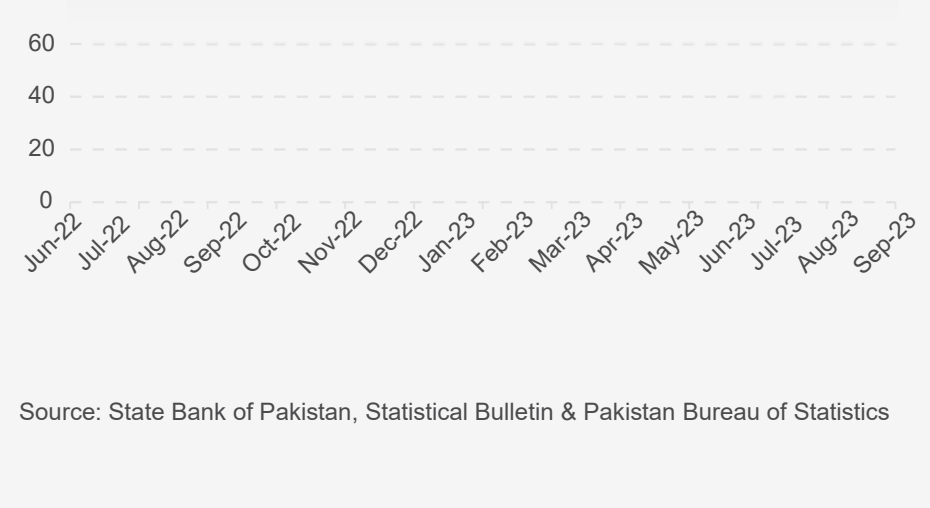 60
40
20
0
Jun-22 Jul-22 Aug-22 Sep-22 Oct-22 Nov-22 Dec-22 Jan-23 Feb-23 Mar-23 Apr-23 May-23 Jun-23 Jul-23 Aug-23 Sep-23
Source: State Bank of Pakistan, Statistical Bulletin & Pakistan Bureau of Statistics